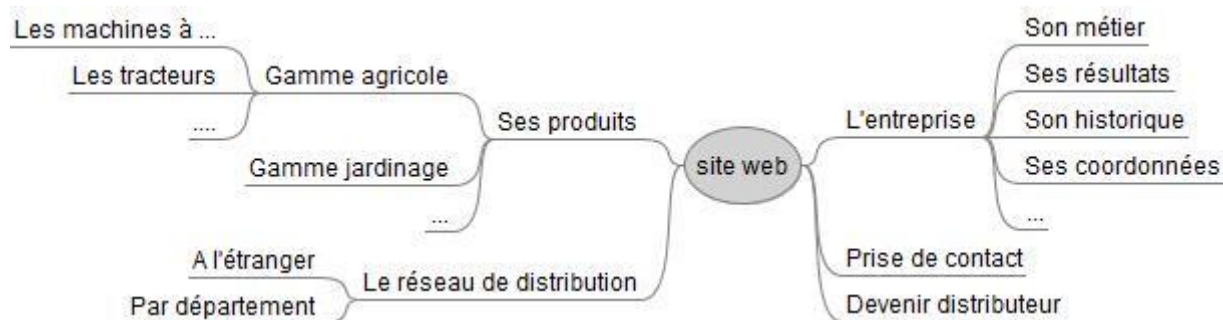 Les machines à ...
Les tracteurs
....
Gamme agricole
Gamme jardinage
...
Ses produits
A l'étranger
Par département
Le réseau de distribution
site web
L'entreprise
Son métier
Ses résultats
Son historique
Ses coordonnées
...
Prise de contact
Devenir distributeur